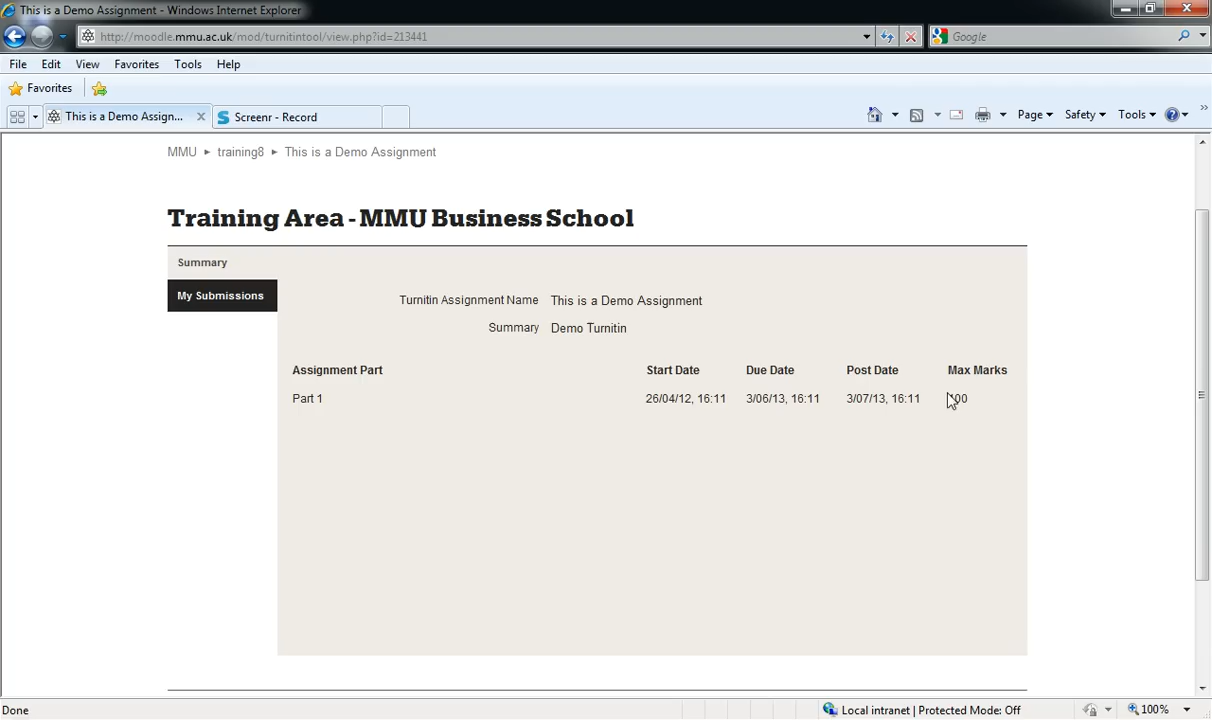 This is a Demo Assignment - Windows Internet Explorer
http://moodle.mmu.ac.uk/mod/turnitintool/view.php?id=213441
Google
File Edit View Favorites Tools Help
Favorites
This is a Demo Assign... Screenr - Record
Page Safety Tools
MMU ► training8 ► This is a Demo Assignment
Training Area - MMU Business School
Summary
My Submissions
Turnitin Assignment Name This is a Demo Assignment
Summary Demo Turnitin
Assignment Part Start Date Due Date Post Date Max Marks
Part 1 26/04/12, 16:11 3/06/13, 16:11 3/07/13, 16:11 100
Done Local intranet | Protected Mode: Off 100%